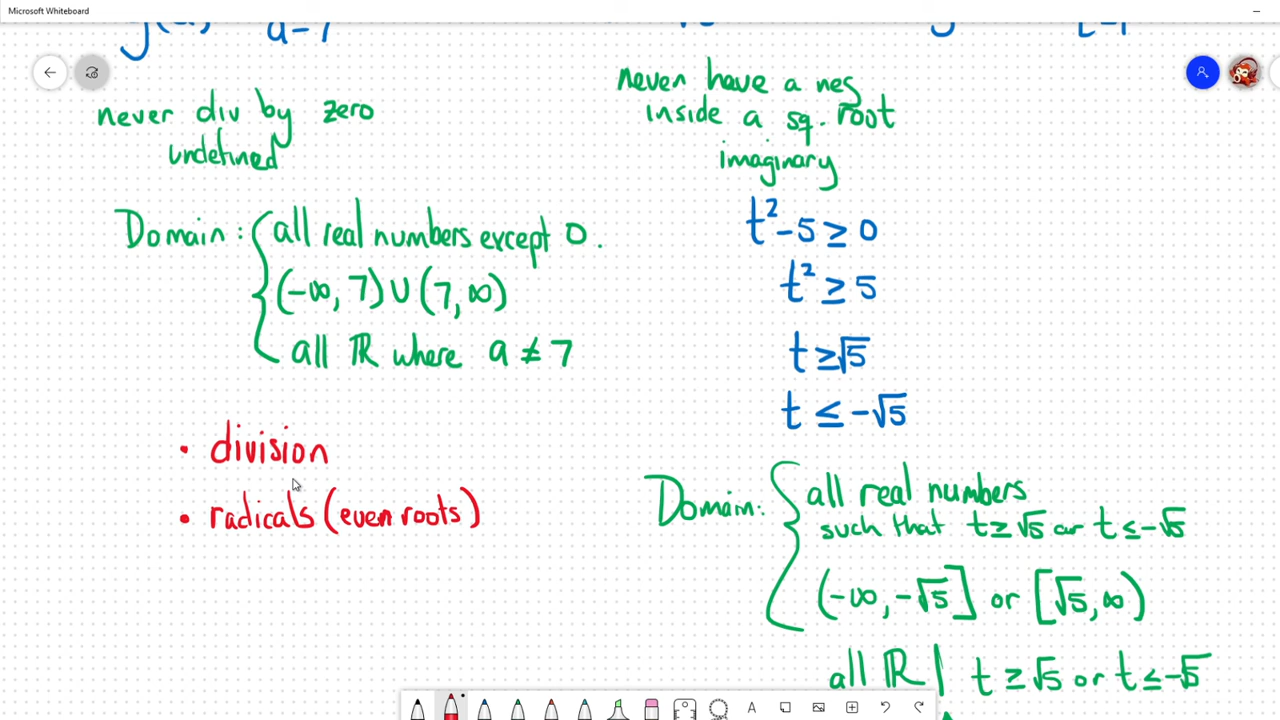 Microsoft Whiteboard
a-7
never div by zero
undefined
Domain: all real numbers except 0.
(-∞, 7) ∪ (7, ∞)
all ℝ where a ≠ 7
• division
• radicals (even roots)
never have a neg
inside a sq. root
imaginary
t² - 5 ≥ 0
t² ≥ 5
t ≥ √5
t ≤ -√5
Domain: all real numbers
such that t ≥ √5 or t ≤ -√5
(-∞, -√5] or [√5, ∞)
all ℝ | t ≥ √5 or t ≤ -√5
A